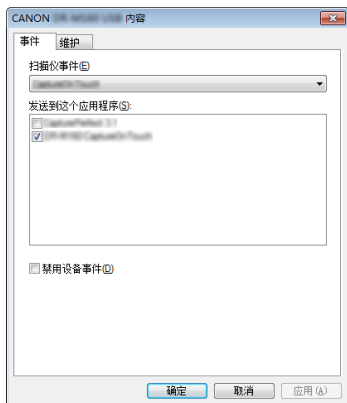 CANON 内容
事件 维护
扫描仪事件(E)
发送到这个应用程序(S):
禁用设备事件(D)
确定 取消 应用(A)